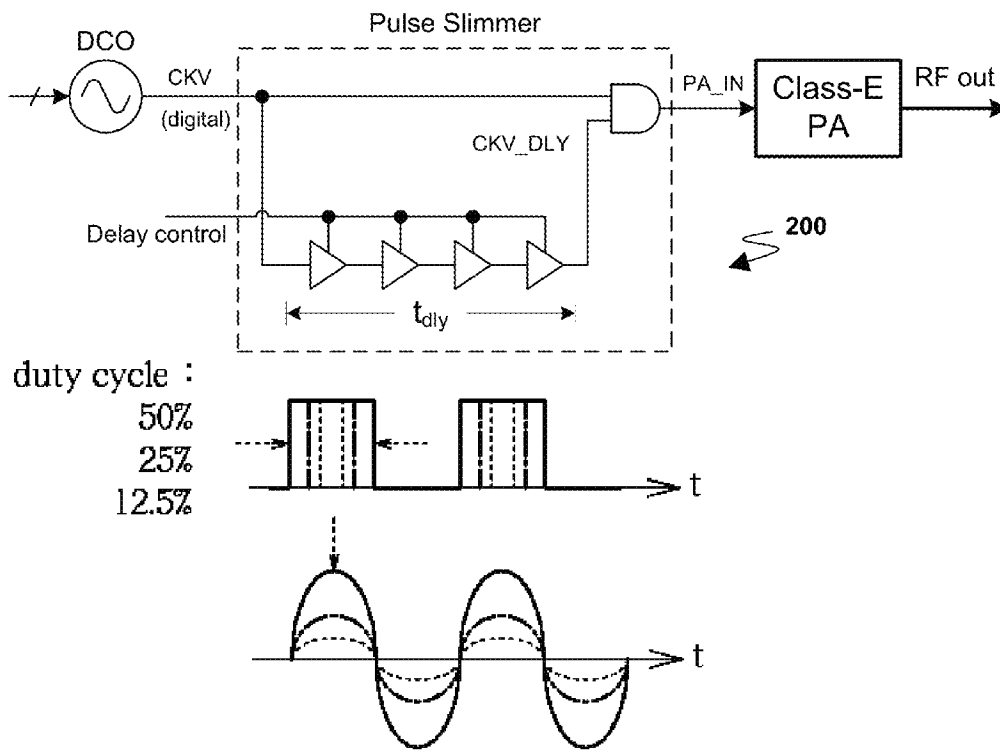 Pulse Slimmer
DCO
CKV
(digital)
PA_IN
Class-E
PA
RF out
CKV_DLY
Delay control
200
tdly
duty cycle :
50%
25%
12.5%
t
t